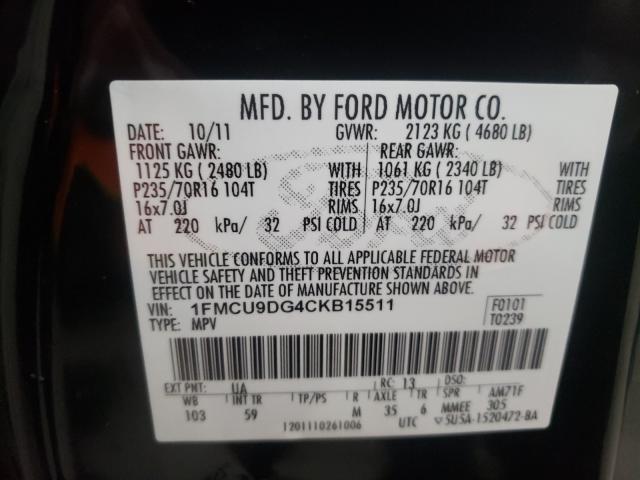 MFD. BY FORD MOTOR CO.
DATE: 10/11 GVWR: 2123 KG ( 4680 LB)
FRONT GAWR: REAR GAWR:
1125 KG ( 2480 LB) WITH 1061 KG ( 2340 LB) WITH
P235/70R16 104T TIRES P235/70R16 104T TIRES
16x7.0J RIMS 16x7.0J RIMS
AT 220 kPa/ 32 PSI COLD AT 220 kPa/ 32 PSI COLD
THIS VEHICLE CONFORMS TO ALL APPLICABLE FEDERAL MOTOR
VEHICLE SAFETY AND THEFT PREVENTION STANDARDS IN
EFFECT ON THE DATE OF MANUFACTURE SHOWN ABOVE.
VIN: 1FMCU9DG4CKB15511 F0101
TYPE: MPV T0239
EXT PNT: UA RC: 13 DSO:
WB INT TR TP/PS R AXLE TR SPR AM71F
103 59 M 35 6 MMEE 305
1201110261006 UTC ▽5U5A-1520472-BA